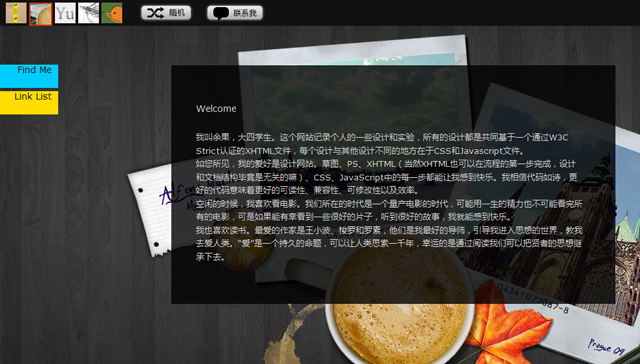 Yu
随机
联系我
Find Me
Link List
Welcome
我叫余果，大四学生。这个网站记录个人的一些设计和实验，所有的设计都是共同基于一个通过W3C
Strict认证的XHTML文件，每个设计与其他设计不同的地方在于CSS和Javascript文件。
如您所见，我的爱好是设计网站。草图、PS、XHTML（当然XHTML也可以在流程的第一步完成，设计
和文档结构毕竟是无关的嘛）、CSS、JavaScript中的每一步都能让我想到快乐。我相信代码如诗，更
好的代码意味着更好的可读性、兼容性、可修改性以及效率。
空闲的时候，我喜欢看电影。我们所在的时代是一个量产电影的时代，可能用一生的精力也不可能看完所
有的电影，可是如果能有幸看到一些很好的片子，听到很好的故事，我就能想到快乐。
我也喜欢读书。最爱的作家是王小波、梭罗和罗素，他们是我最好的导师，引导我进入思想的世界，教我
去爱人类。“爱”是一个持久的命题，可以让人类思索一千年，幸运的是通过阅读我们可以把贤者的思想继
承下去。
Prague 09